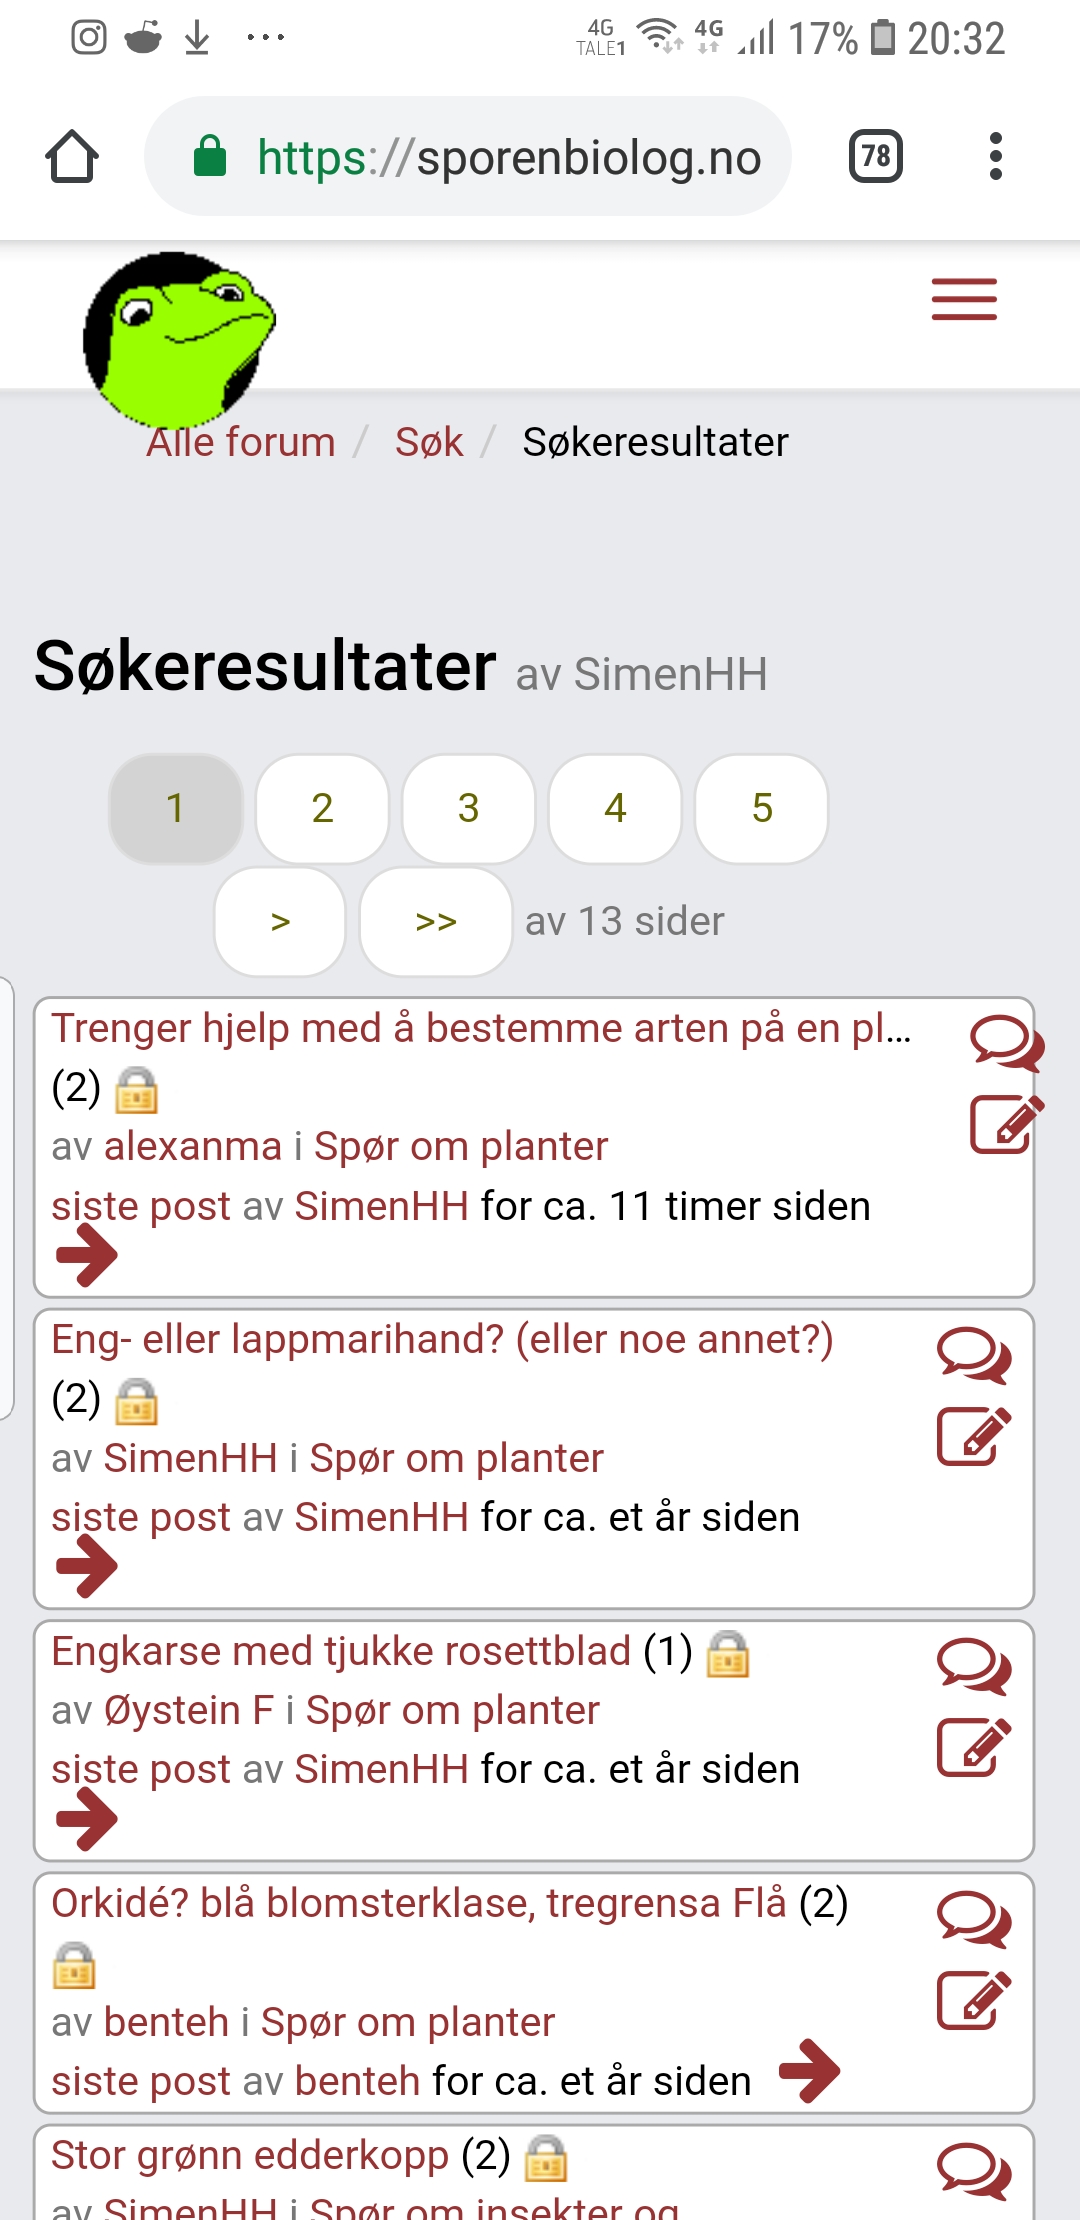 4G TALE1 4G 17% 20:32
https://sporenbiolog.no 78
Alle forum / Søk / Søkeresultater
Søkeresultater av SimenHH
1 2 3 4 5
> >> av 13 sider
Trenger hjelp med å bestemme arten på en pl...
(2)
av alexanma i Spør om planter
siste post av SimenHH for ca. 11 timer siden
Eng- eller lappmarihand? (eller noe annet?)
(2)
av SimenHH i Spør om planter
siste post av SimenHH for ca. et år siden
Engkarse med tjukke rosettblad (1)
av Øystein F i Spør om planter
siste post av SimenHH for ca. et år siden
Orkidé? blå blomsterklase, tregrensa Flå (2)
av benteh i Spør om planter
siste post av benteh for ca. et år siden
Stor grønn edderkopp (2)
av SimenHH i Spør om insekter og